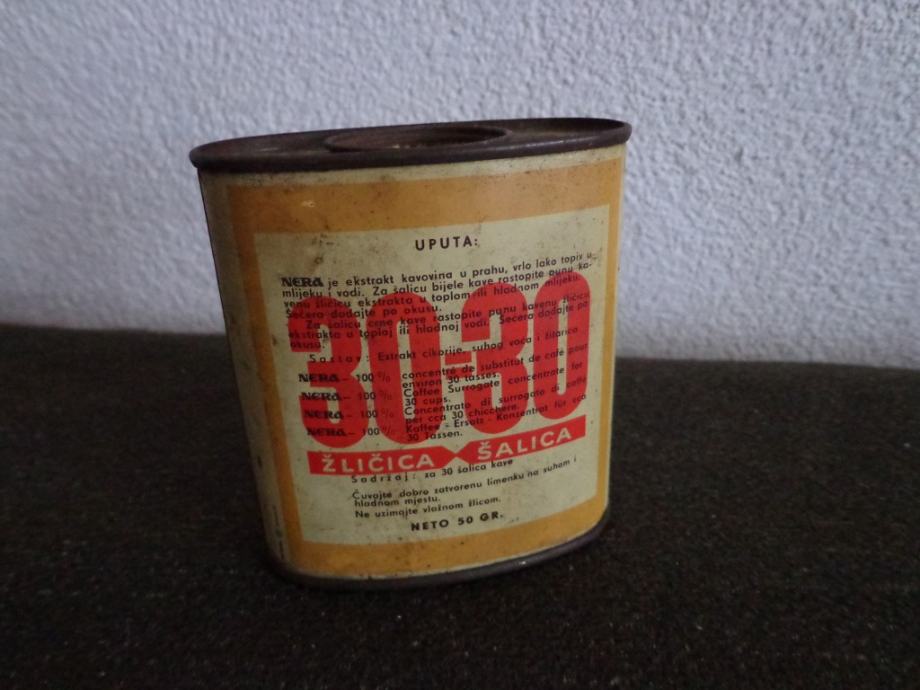 UPUTA:
NERA je ekstrakt kavovina u prahu, vrlo lako topiv u
mlijeku i vodi. Za šalicu bijele kave rastopite punu ka-
venu žličicu ekstrakta u toplom ili hladnom mlijeku.
Šećera dodajte po okusu.
Za šalicu crne kave rastopite punu kavenu žličicu
ekstrakta u toploj ili hladnoj vodi. Šećera dodajte po
okusu.
Sastav: Extrakt cikorije, suhog voća i žitarica
30-30
NERA - 100 % concentré de substitut de café pour
environ 30 tasses.
NERA - 100 % Coffee Surrogate concentrate for
30 cups.
NERA - 100 % Concentrato di surrogato di caffe
per cca 30 chicchere.
NERA - 100 % Kaffee - Ersatz - Konzentrat für cca
30 Tassen.
ŽLIČICA ŠALICA
Sadržaj: za 30 šalica kave
Čuvajte dobro zatvorenu limenku na suhom i
hladnom mjestu.
Ne uzimajte vlažnom žlicom.
NETO 50 GR.